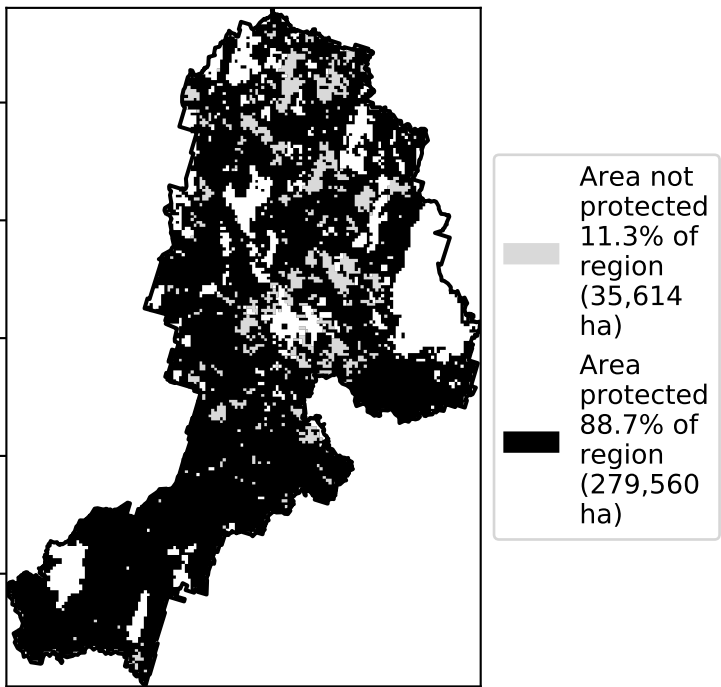 Area not
protected
11.3% of
region
(35,614
ha)
Area
protected
88.7% of
region
(279,560
ha)